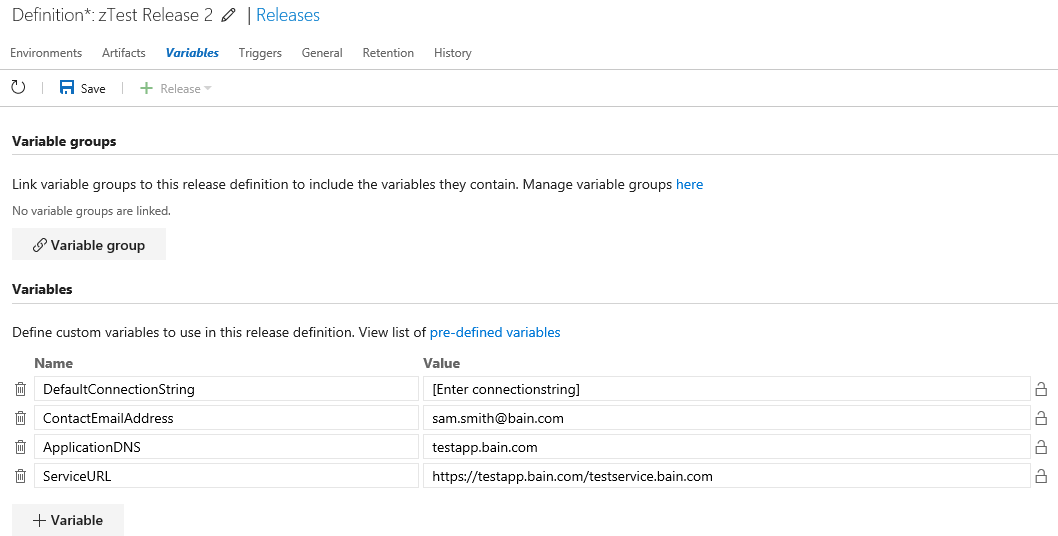 Definition*: zTest Release 2 | Releases
Environments Artifacts Variables Triggers General Retention History
Save Release
Variable groups
Link variable groups to this release definition to include the variables they contain. Manage variable groups here
No variable groups are linked.
Variable group
Variables
Define custom variables to use in this release definition. View list of pre-defined variables
Name Value
DefaultConnectionString [Enter connectionstring]
ContactEmailAddress sam.smith@bain.com
ApplicationDNS testapp.bain.com
ServiceURL https://testapp.bain.com/testservice.bain.com
Variable